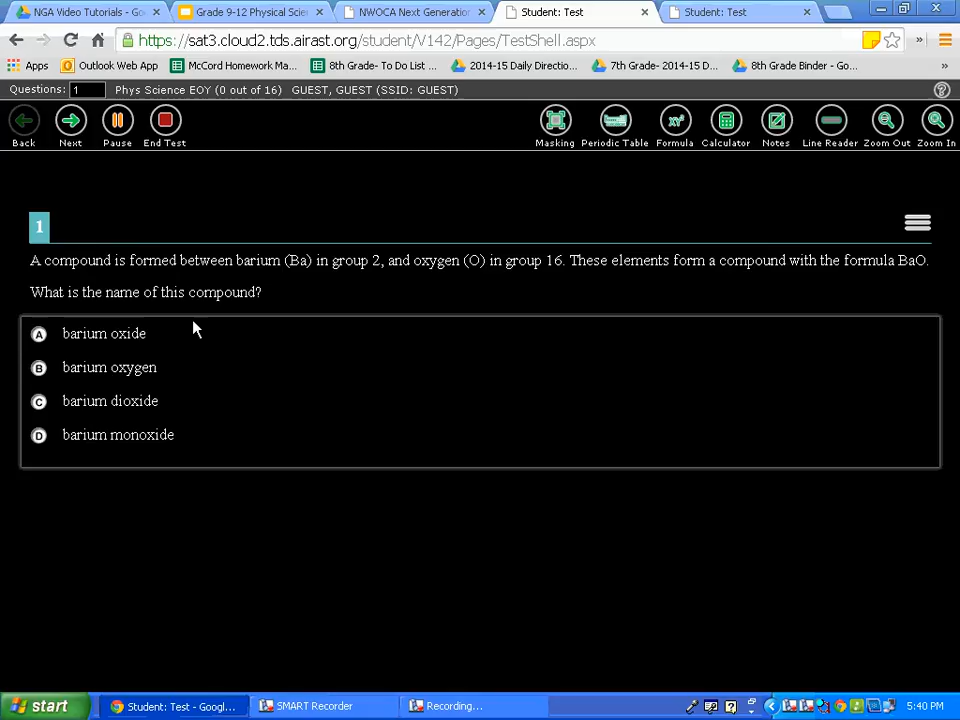 NGA Video Tutorials - Go
Grade 9-12 Physical Scie
NWOCA Next Generation
Student: Test
Student: Test
https://sat3.cloud2.tds.airast.org/student/V142/Pages/TestShell.aspx
Apps
Outlook Web App
McCord Homework Ma...
8th Grade- To Do List ...
2014-15 Daily Directio...
7th Grade- 2014-15 D...
8th Grade Binder - Go...
Questions: 1 Phys Science EOY (0 out of 16) GUEST, GUEST (SSID: GUEST)
Back Next Pause End Test Masking Periodic Table Formula Calculator Notes Line Reader Zoom Out Zoom In
1
A compound is formed between barium (Ba) in group 2, and oxygen (O) in group 16. These elements form a compound with the formula BaO.
What is the name of this compound?
A barium oxide
B barium oxygen
C barium dioxide
D barium monoxide
start Student: Test - Googl... SMART Recorder Recording... 5:40 PM